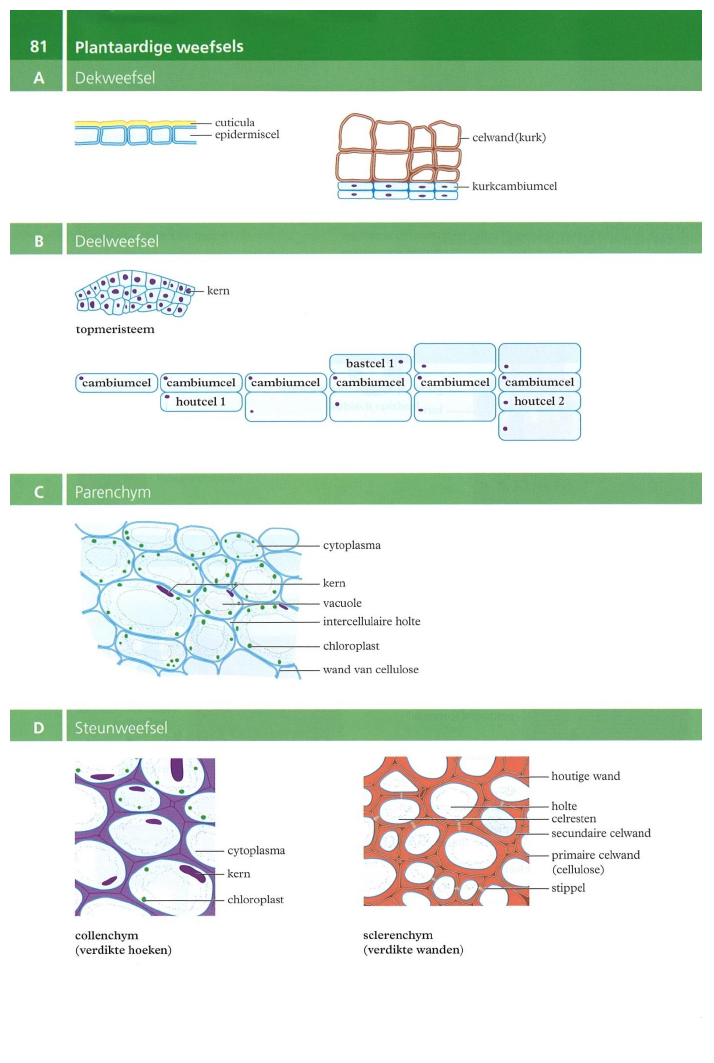 81 Plantaardige weefsels
A Dekweefsel
cuticula
epidermiscel
celwand(kurk)
kurkcambiumcel
B Deelweefsel
kern
topmeristeem
bastcel 1
cambiumcel cambiumcel cambiumcel cambiumcel cambiumcel cambiumcel
houtcel 1 houtcel 2
C Parenchym
cytoplasma
kern
vacuole
intercellulaire holte
chloroplast
wand van cellulose
D Steunweefsel
cytoplasma
kern
chloroplast
collenchym
(verdikte hoeken)
houtige wand
holte
celresten
secundaire celwand
primaire celwand
(cellulose)
stippel
sclerenchym
(verdikte wanden)